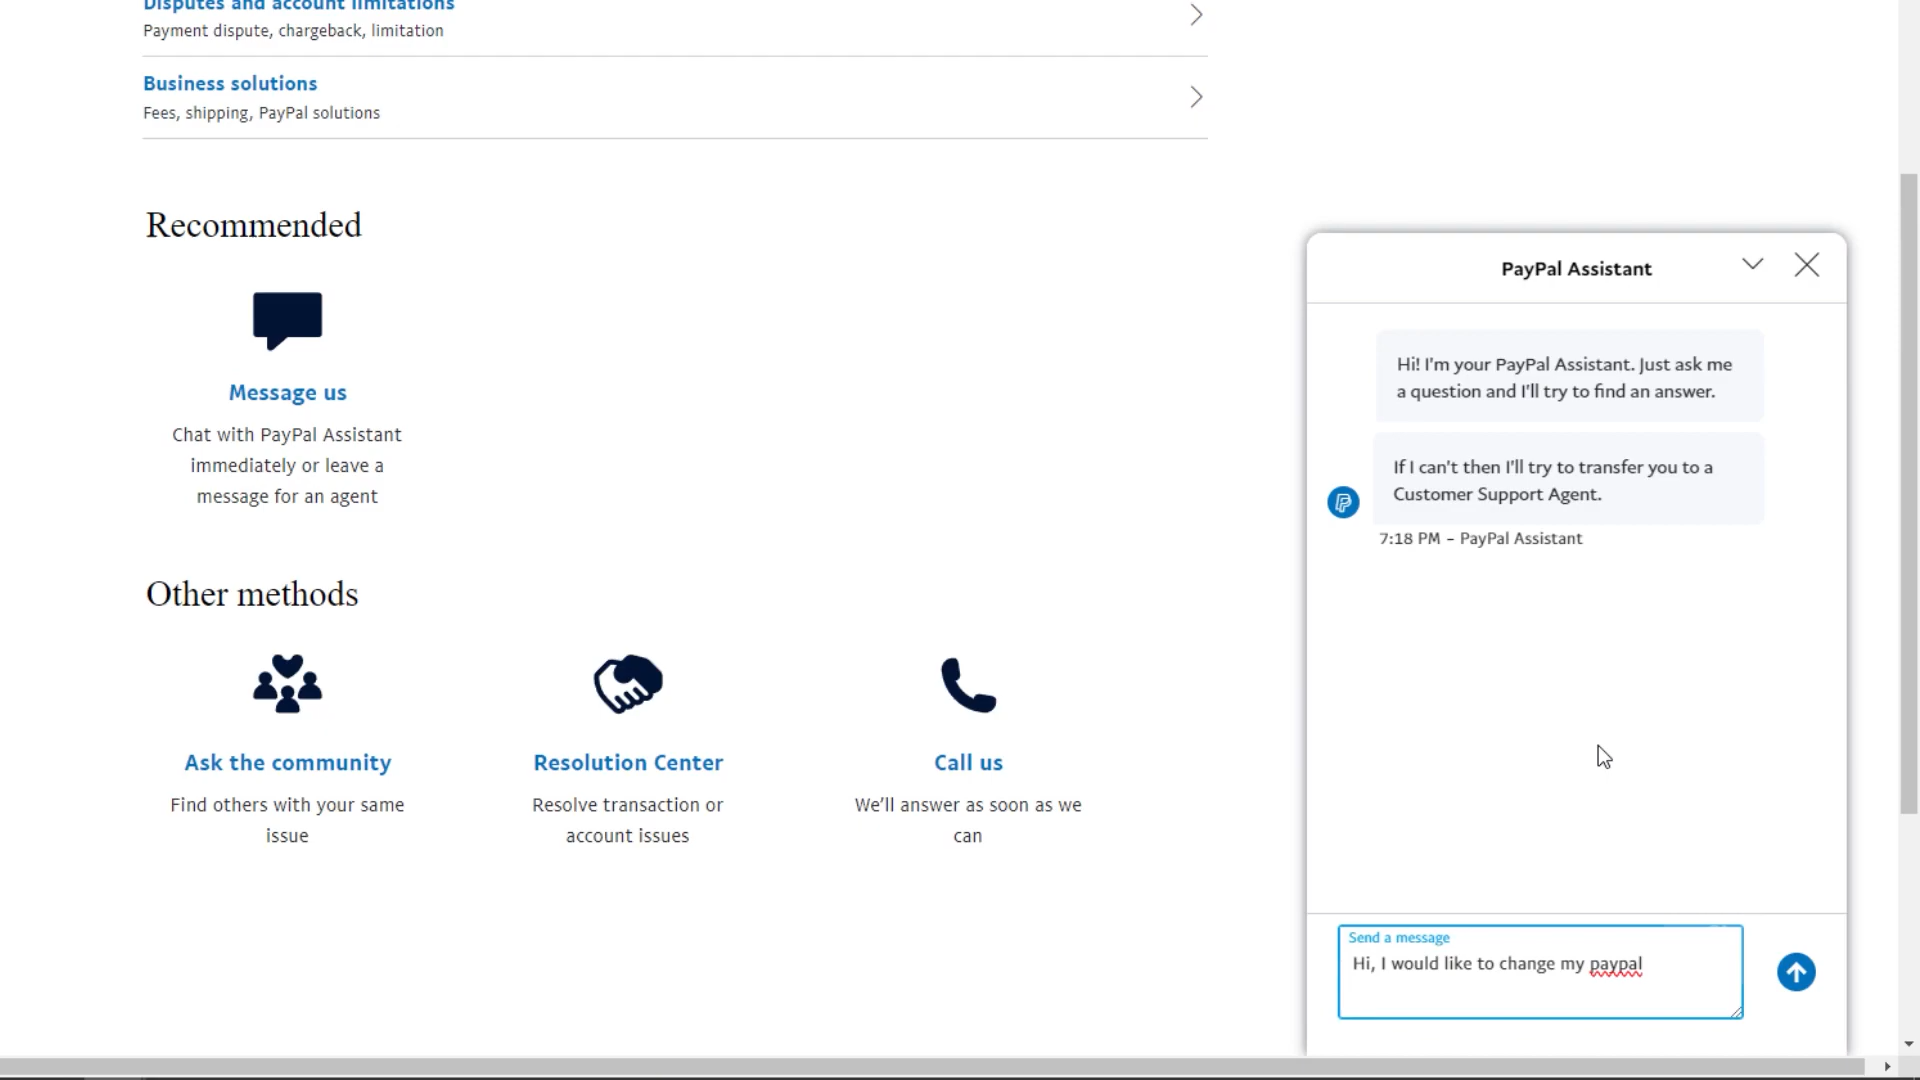 Disputes and account limitations
Payment dispute, chargeback, limitation
Business solutions
Fees, shipping, PayPal solutions
Recommended
Message us
Chat with PayPal Assistant
immediately or leave a
message for an agent
Other methods
Ask the community
Find others with your same
issue
Resolution Center
Resolve transaction or
account issues
Call us
We'll answer as soon as we
can
PayPal Assistant
Hi! I'm your PayPal Assistant. Just ask me
a question and I'll try to find an answer.
If I can't then I'll try to transfer you to a
Customer Support Agent.
7:18 PM - PayPal Assistant
Send a message
Hi, I would like to change my paypal